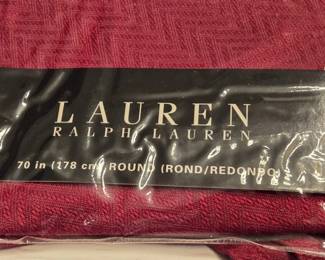 LAUREN
RALPH LAUREN
70 in (178 cm) ROUND (ROND/REDONDO)